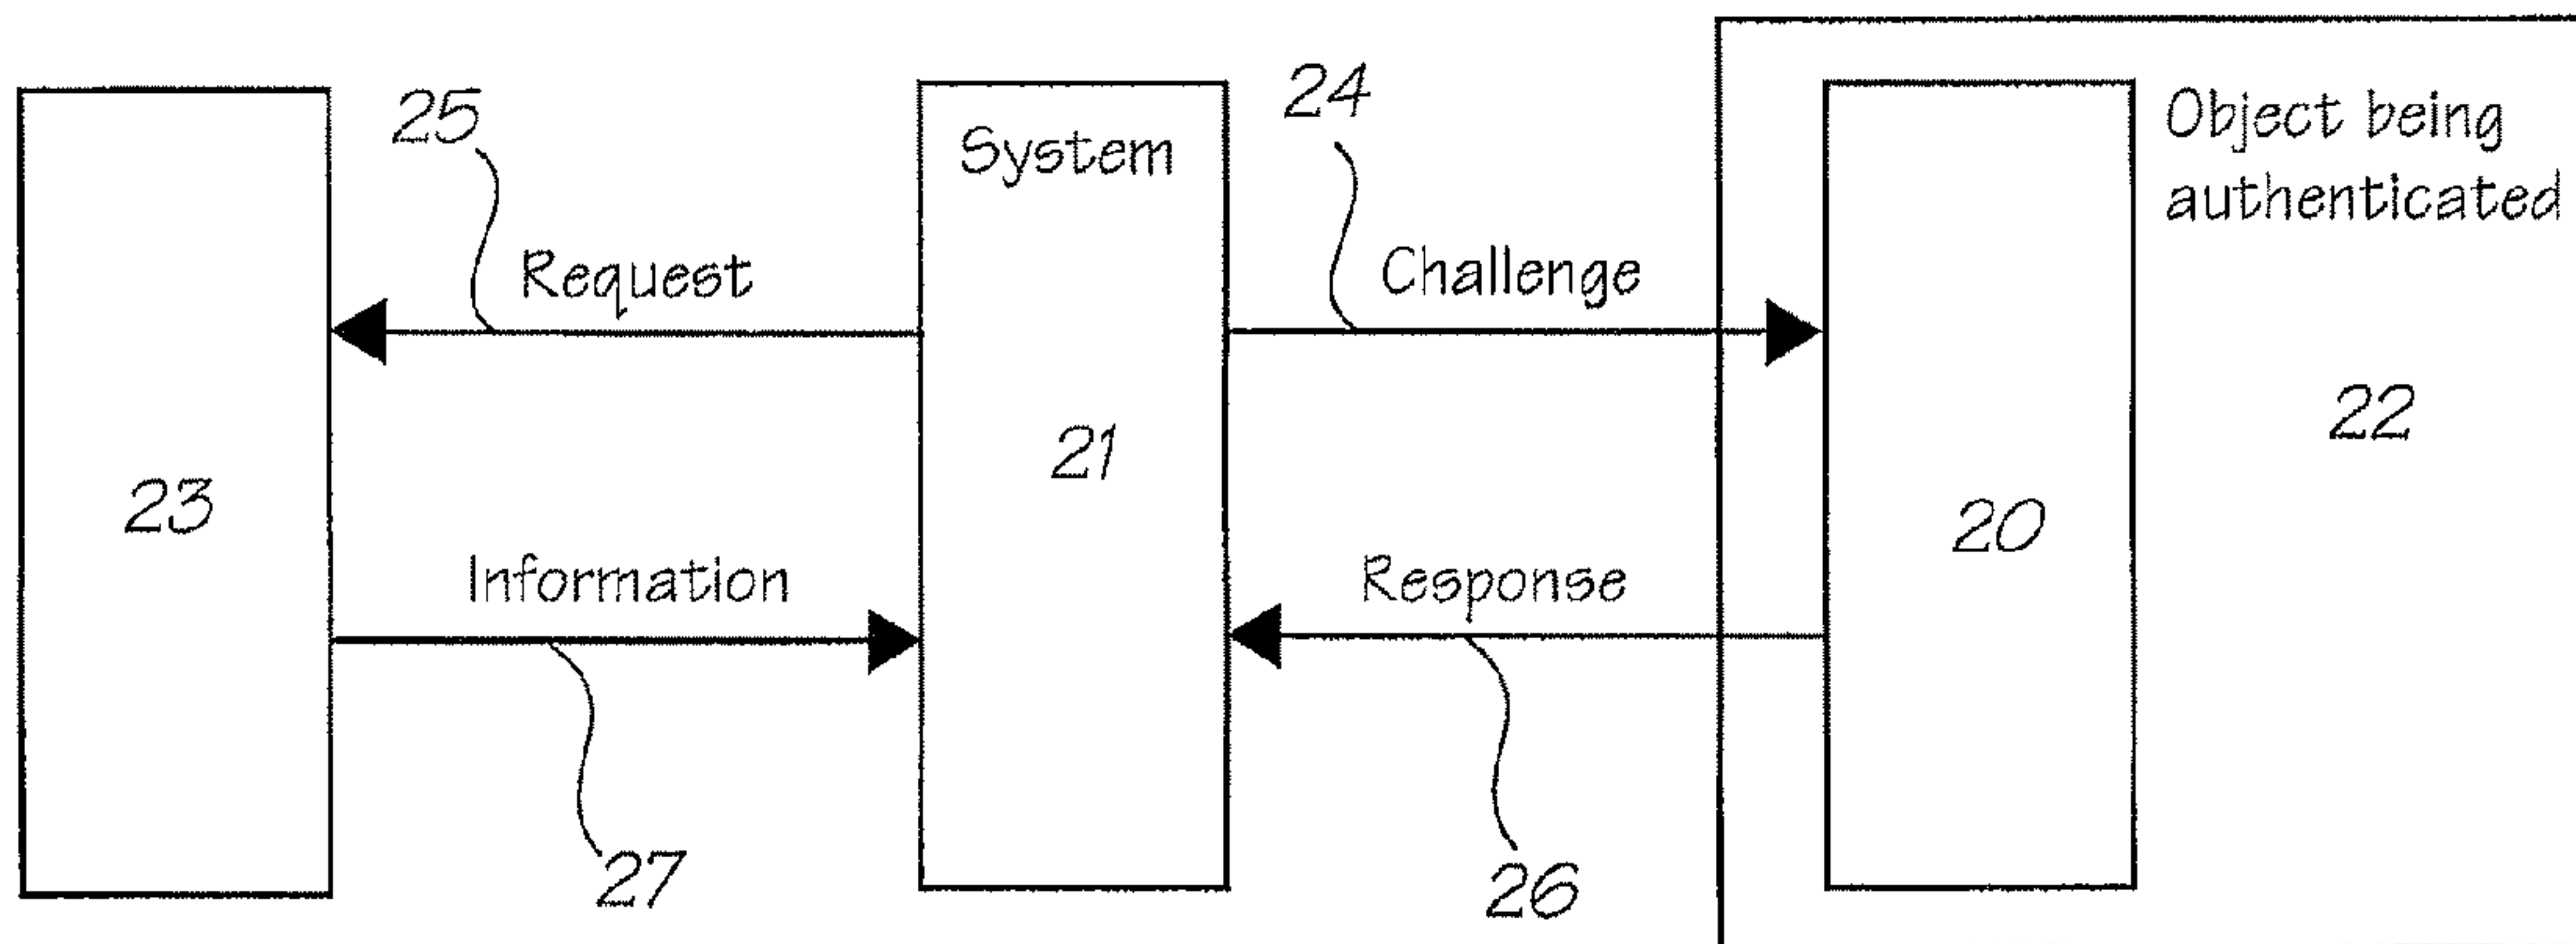 25
24
System
Object being
authenticated
Request
Challenge
22
21
23
20
Information
Response
27
26